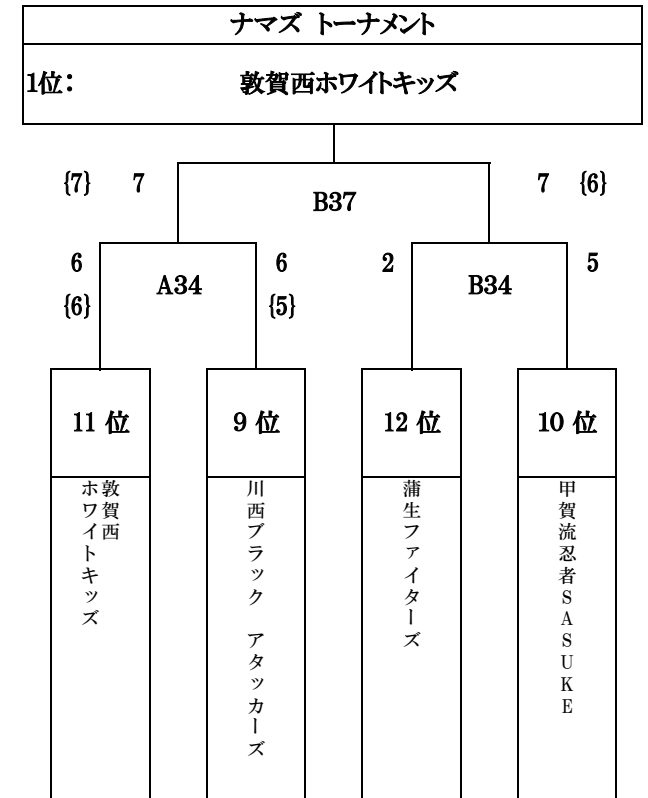 ナマズ トーナメント
1位: 敦賀西ホワイトキッズ
{7} 7 B37 7 {6}
6 A34 6 2 B34 5
{6} {5}
11 位 9 位 12 位 10 位
敦賀西
ホワイトキッズ
川西ブラック アタッカーズ
蒲生ファイターズ
甲賀流忍者SASUKE